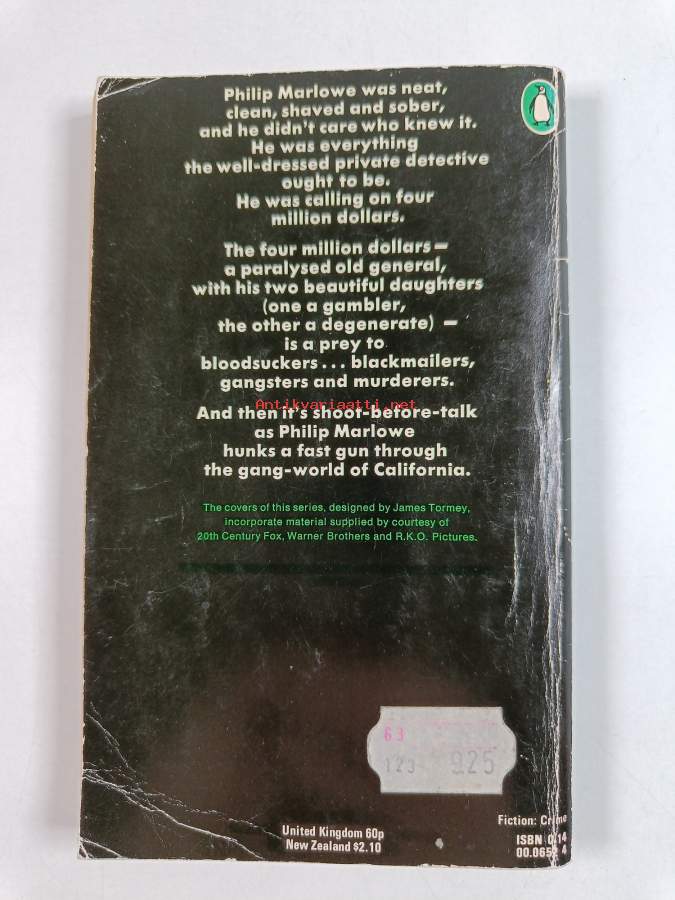 Philip Marlowe was neat,
clean, shaved and sober,
and he didn't care who knew it.
He was everything
the well-dressed private detective
ought to be.
He was calling on four
million dollars.
The four million dollars—
a paralysed old general,
with his two beautiful daughters
(one a gambler,
the other a degenerate) —
is a prey to
bloodsuckers... blackmailers,
gangsters and murderers.
Antikvariaatti.net
And then it's shoot-before-talk
as Philip Marlowe
hunks a fast gun through
the gang-world of California.
The covers of this series, designed by James Tormey,
incorporate material supplied by courtesy of
20th Century Fox, Warner Brothers and R.K.O. Pictures.
63
123 925
United Kingdom 60p
New Zealand $2.10
Fiction: Crime
ISBN 0 14
00.0652 4